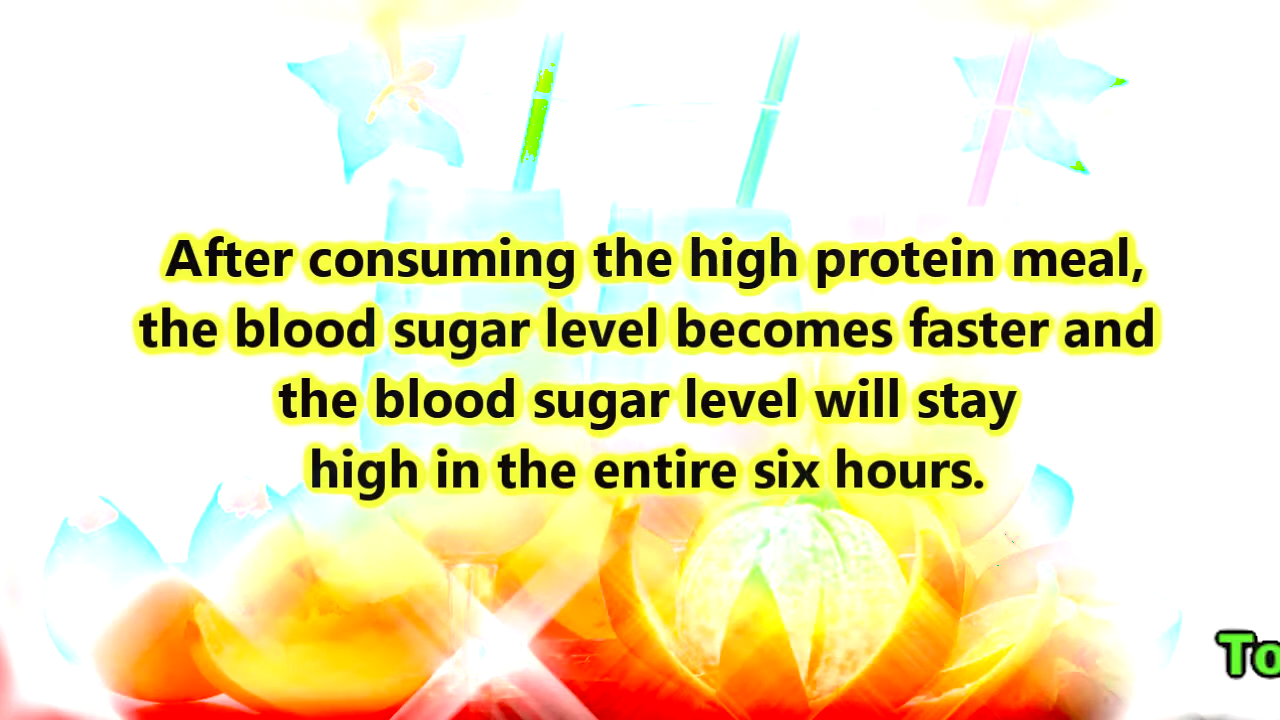 After consuming the high protein meal,
the blood sugar level becomes faster and
the blood sugar level will stay
high in the entire six hours.
To